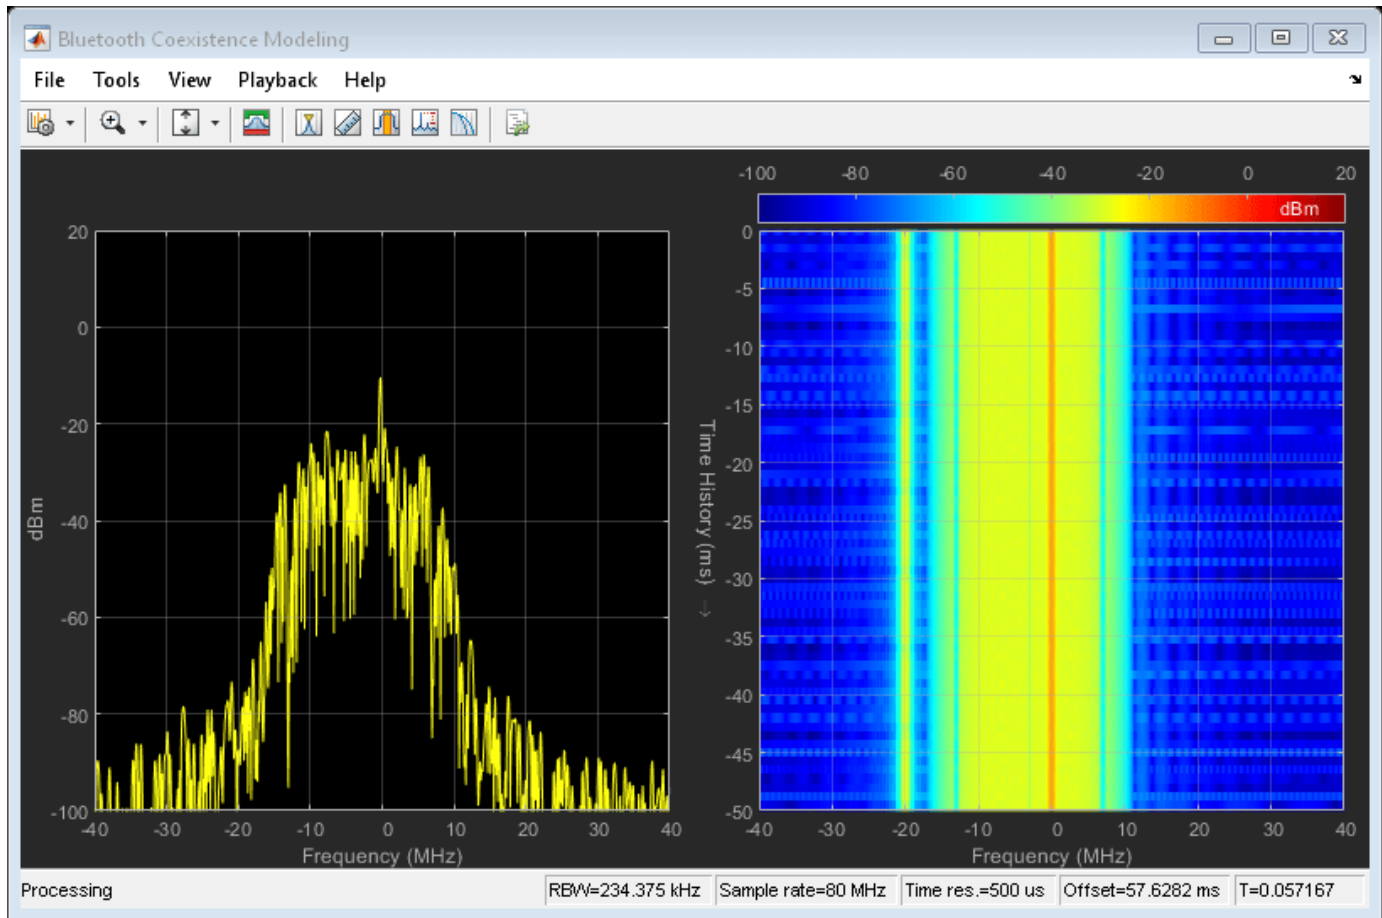 Bluetooth Coexistence Modeling
File Tools View Playback Help
-100 -80 -60 -40 -20 0 20
dBm
20
0
-20
-40
-60
-80
-100
dBm
-40 -30 -20 -10 0 10 20 30 40
Frequency (MHz)
0
-5
-10
-15
-20
-25
-30
-35
-40
-45
-50
Time History (ms) →
-40 -30 -20 -10 0 10 20 30 40
Frequency (MHz)
Processing RBW=234.375 kHz Sample rate=80 MHz Time res.=500 us Offset=57.6282 ms T=0.057167